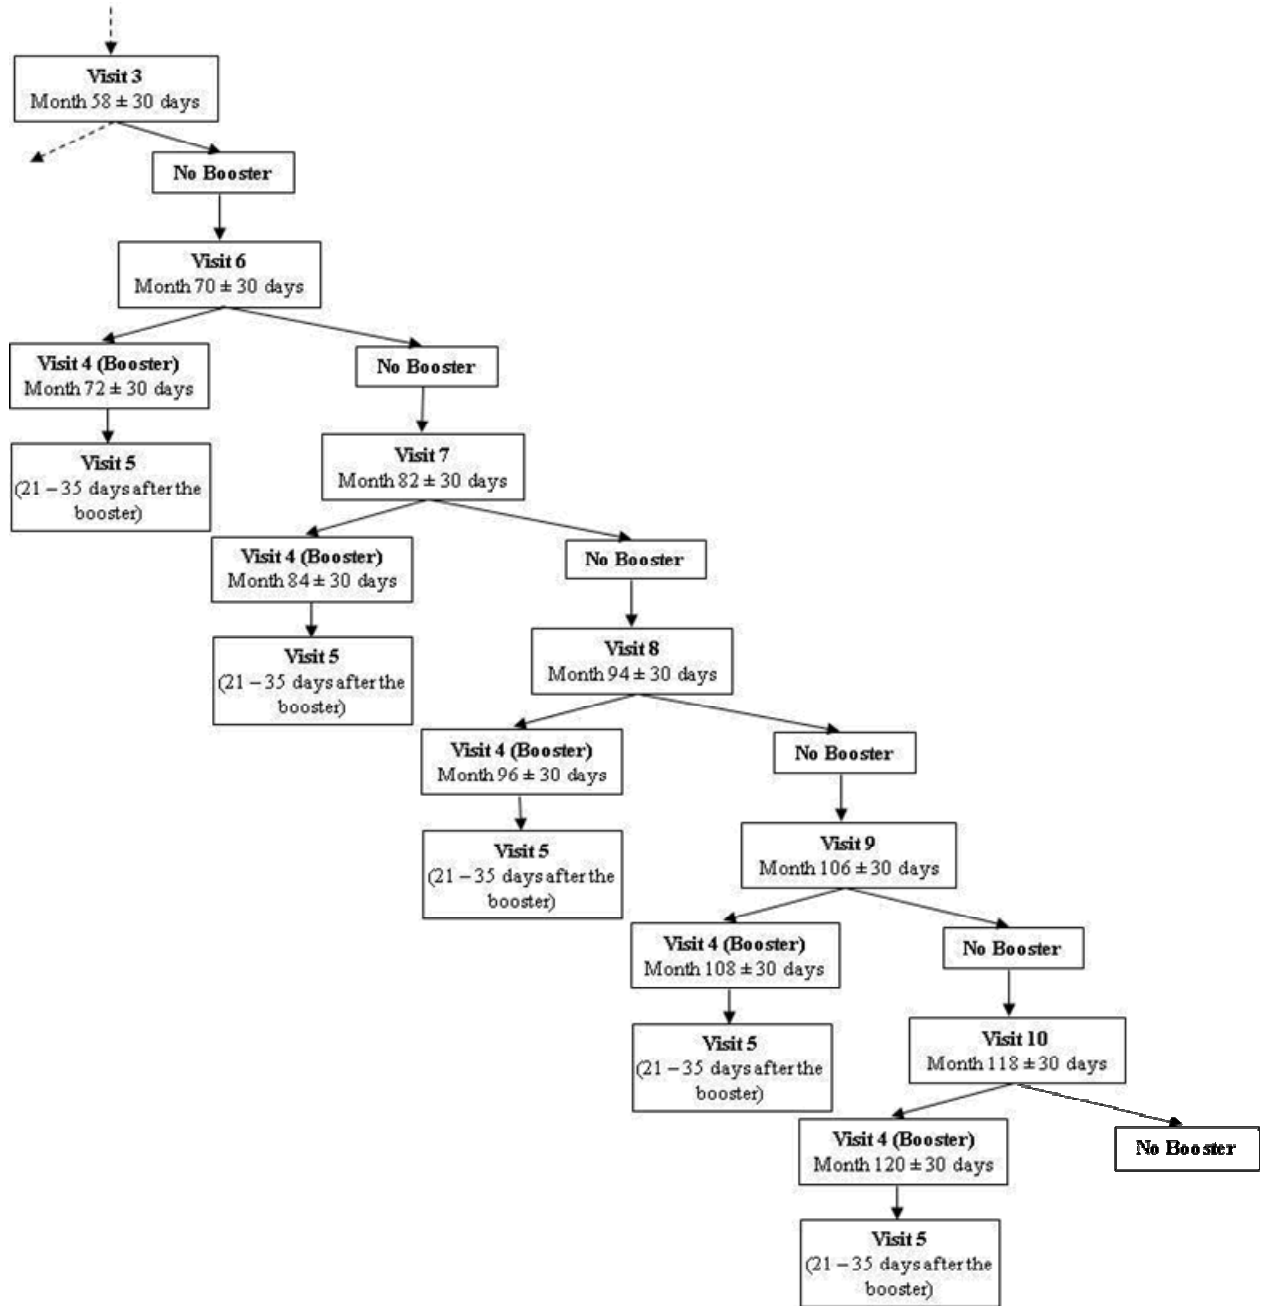 Visit 3
Month 58 ± 30 days
No Booster
Visit 6
Month 70 ± 30 days
Visit 4 (Booster)
Month 72 ± 30 days
No Booster
Visit 5
(21 – 35 days after the
booster)
Visit 7
Month 82 ± 30 days
Visit 4 (Booster)
Month 84 ± 30 days
No Booster
Visit 5
(21 – 35 days after the
booster)
Visit 8
Month 94 ± 30 days
Visit 4 (Booster)
Month 96 ± 30 days
No Booster
Visit 5
(21 – 35 days after the
booster)
Visit 9
Month 106 ± 30 days
Visit 4 (Booster)
Month 108 ± 30 days
No Booster
Visit 5
(21 – 35 days after the
booster)
Visit 10
Month 118 ± 30 days
Visit 4 (Booster)
Month 120 ± 30 days
No Booster
Visit 5
(21 – 35 days after the
booster)